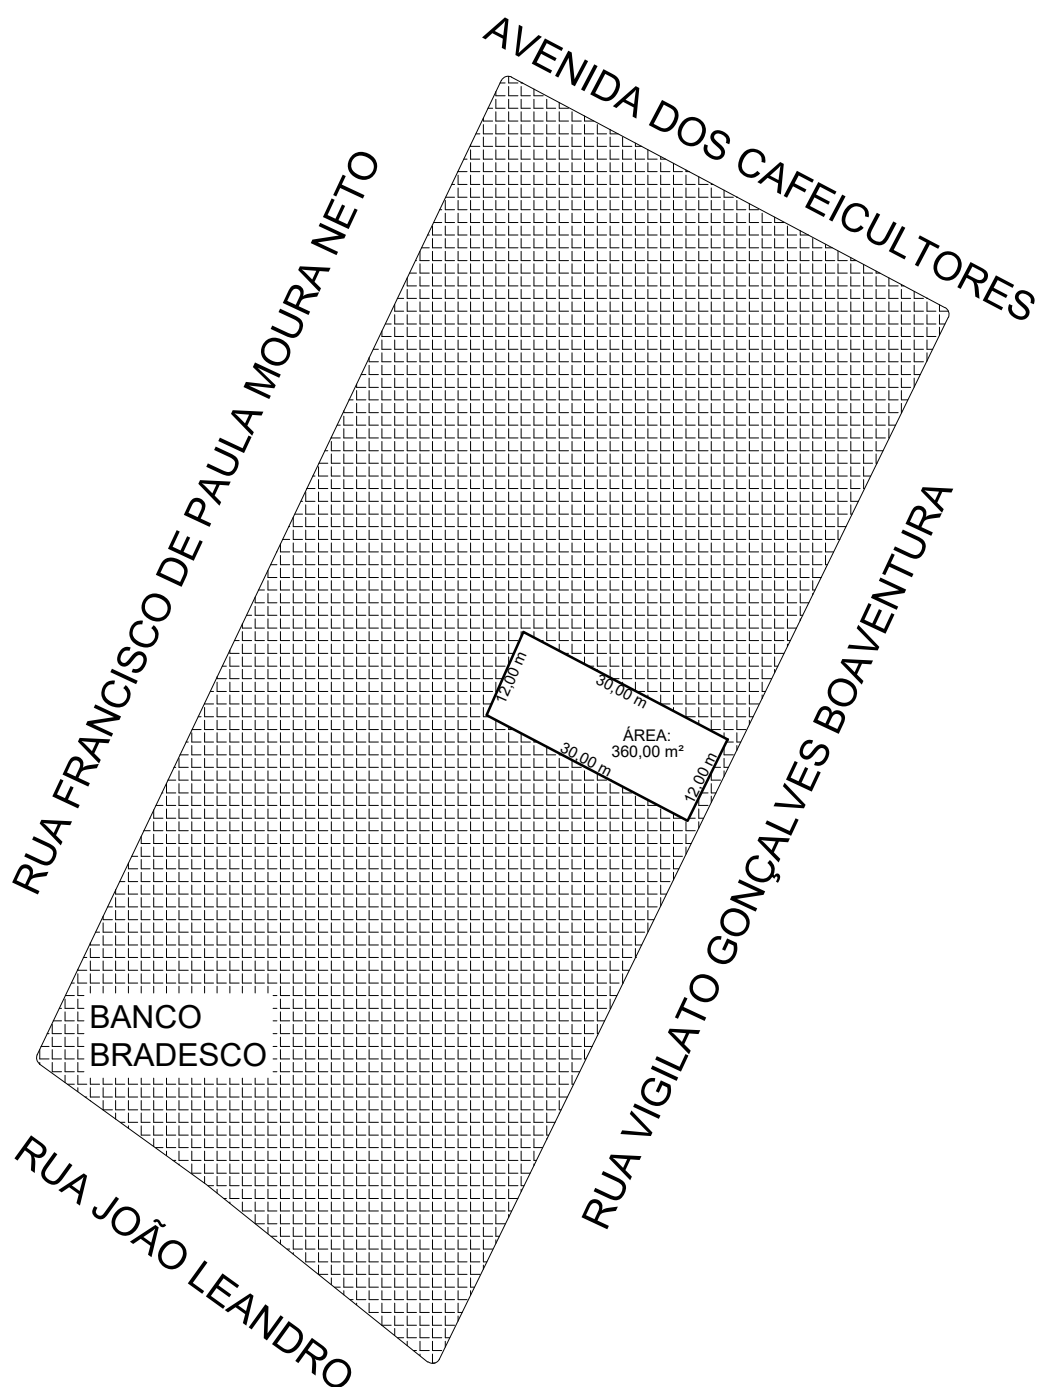 AVENIDA DOS CAFEICULTORES
RUA FRANCISCO DE PAULA MOURA NETO
RUA VIGILATO GONÇALVES BOAVENTURA
12,00 m
30,00 m
ÁREA:
360,00 m²
30,00 m
12,00 m
BANCO
BRADESCO
RUA JOÃO LEANDRO